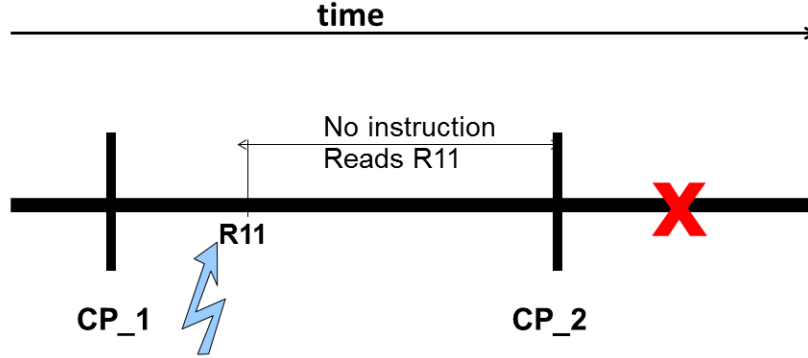 time
No instruction
Reads R11
R11
CP_1
CP_2